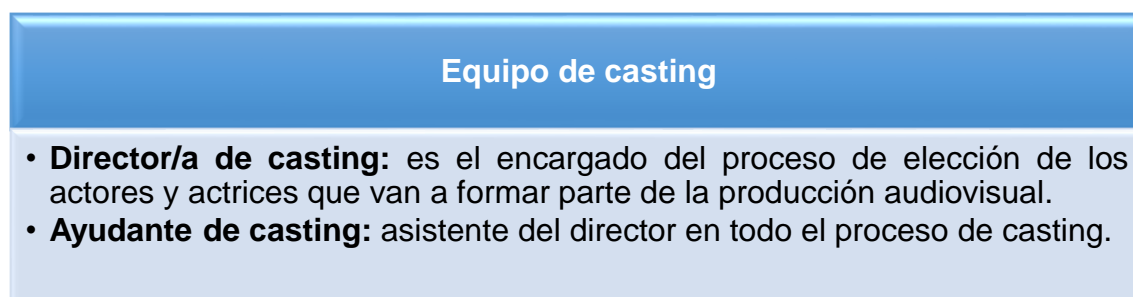 Equipo de casting
• Director/a de casting: es el encargado del proceso de elección de los
actores y actrices que van a formar parte de la producción audiovisual.
• Ayudante de casting: asistente del director en todo el proceso de casting.